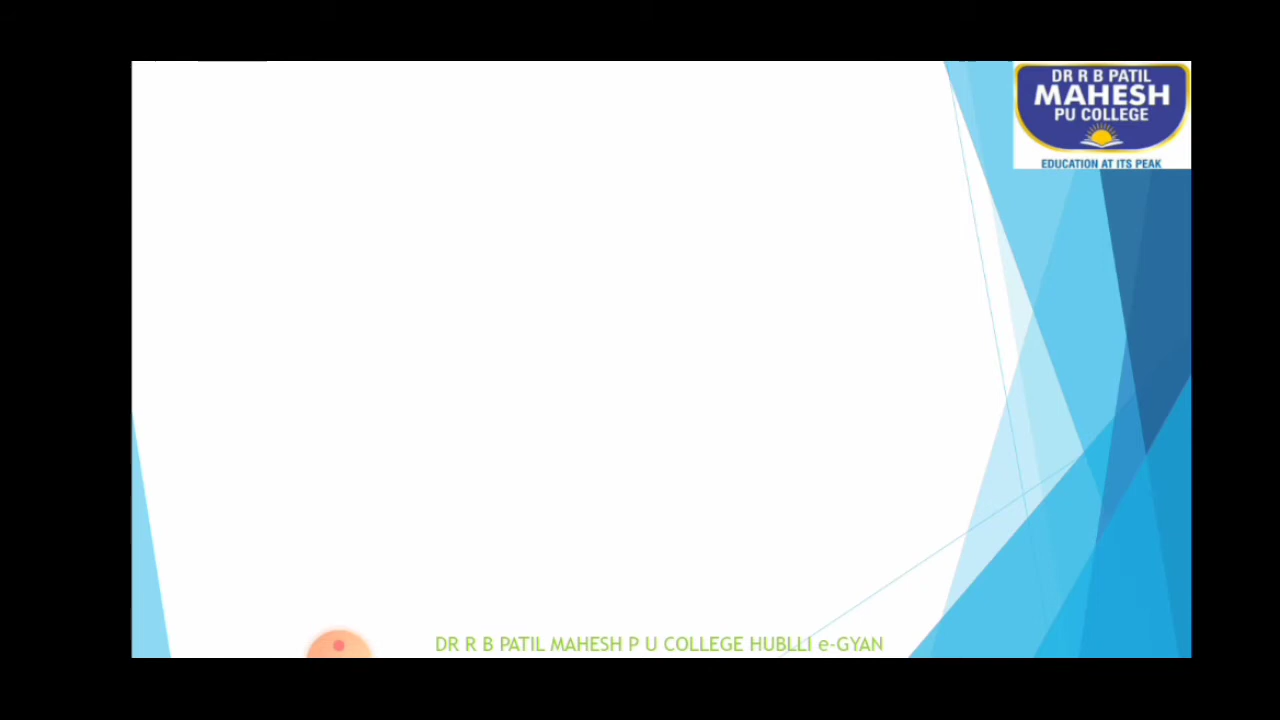 DR R B PATIL
MAHESH
PU COLLEGE
EDUCATION AT ITS PEAK
DR R B PATIL MAHESH P U COLLEGE HUBLLI e-GYAN